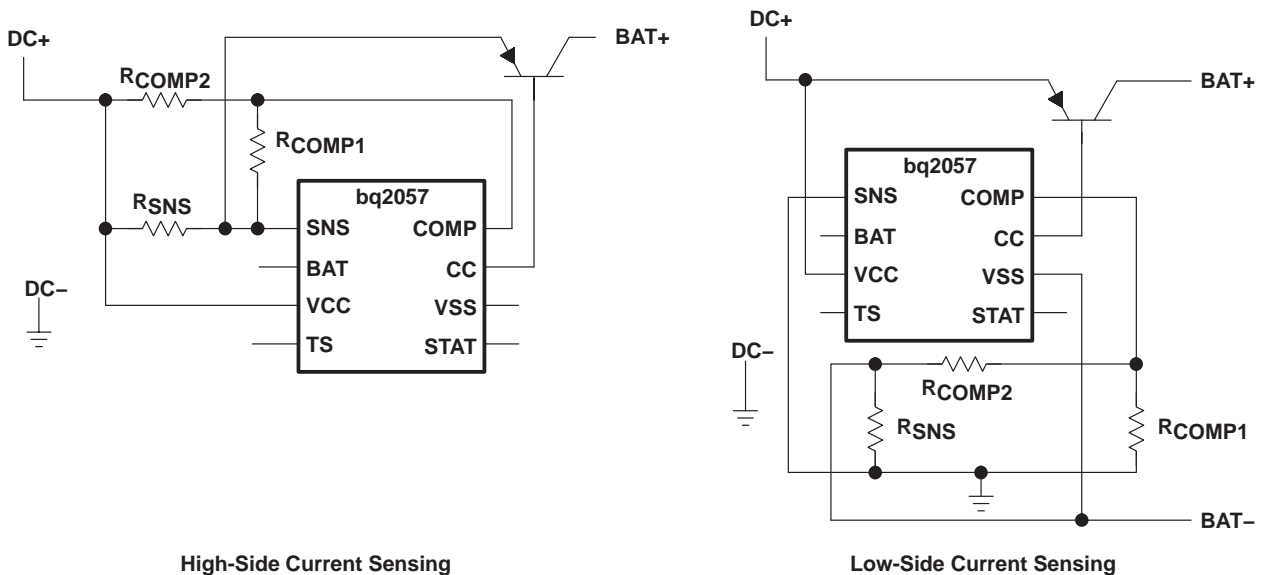 DC+
BAT+
RCOMP2
RCOMP1
RSNS
bq2057
SNS
COMP
BAT
CC
DC–
VCC
VSS
TS
STAT
High-Side Current Sensing
DC+
BAT+
bq2057
SNS
COMP
BAT
CC
VCC
VSS
TS
STAT
DC–
RCOMP2
RSNS
RCOMP1
BAT–
Low-Side Current Sensing